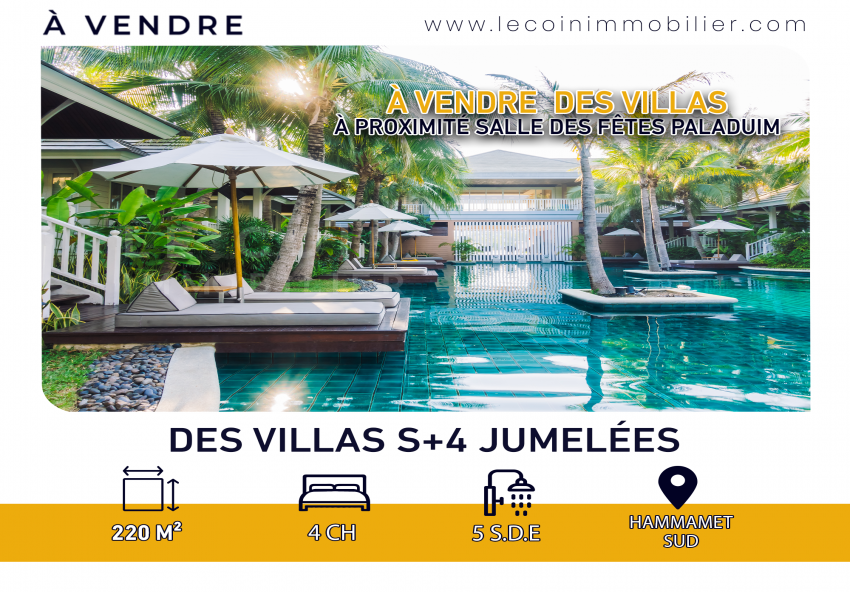 À VENDRE
www.lecoinimmobilier.com
À VENDRE DES VILLAS
À PROXIMITÉ SALLE DES FÊTES PALADUIM
DES VILLAS S+4 JUMELÉES
220 M²
4 CH
5 S.D.E
HAMMAMET
SUD